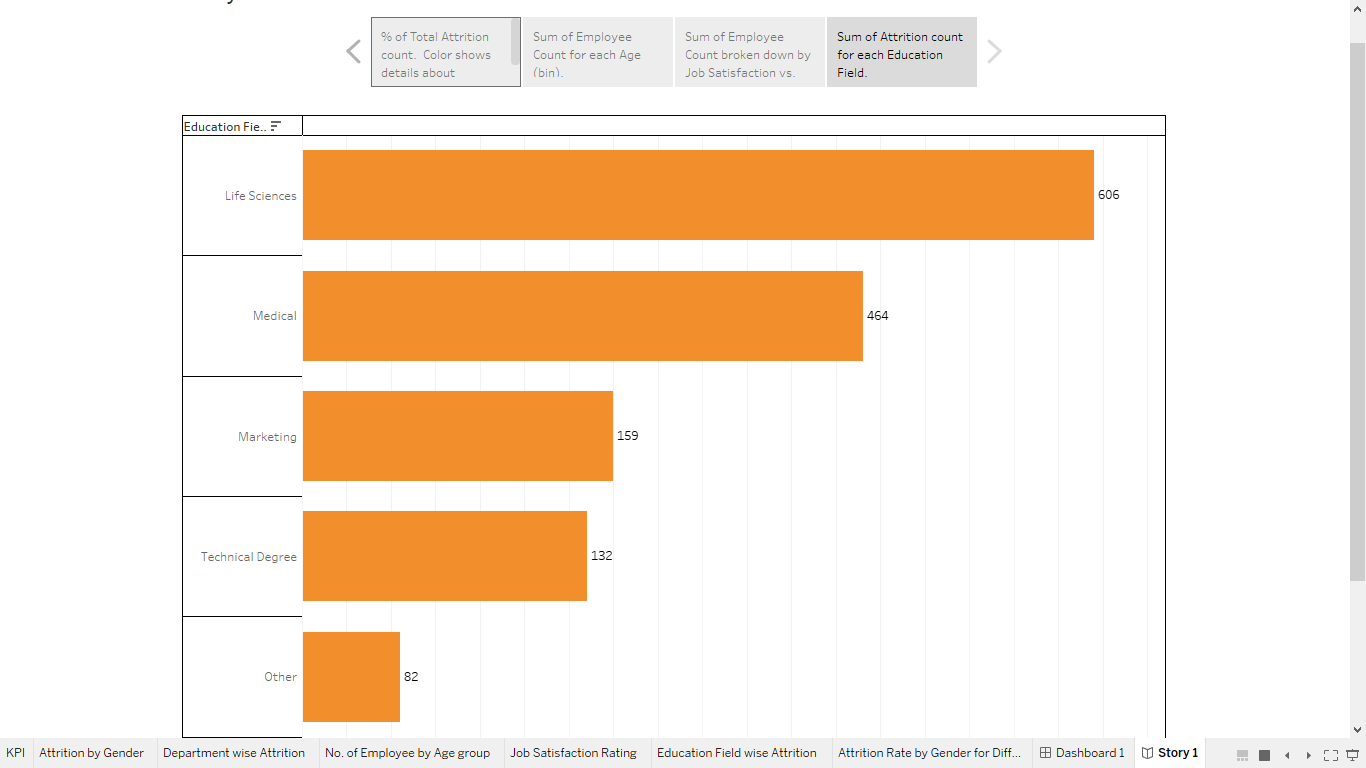 % of Total Attrition
count. Color shows
details about
Sum of Employee
Count for each Age
(bin).
Sum of Employee
Count broken down by
Job Satisfaction vs.
Sum of Attrition count
for each Education
Field.
Education Fie..
Life Sciences
606
Medical
464
Marketing
159
Technical Degree
132
Other
82
KPI
Attrition by Gender
Department wise Attrition
No. of Employee by Age group
Job Satisfaction Rating
Education Field wise Attrition
Attrition Rate by Gender for Diff...
Dashboard 1
Story 1